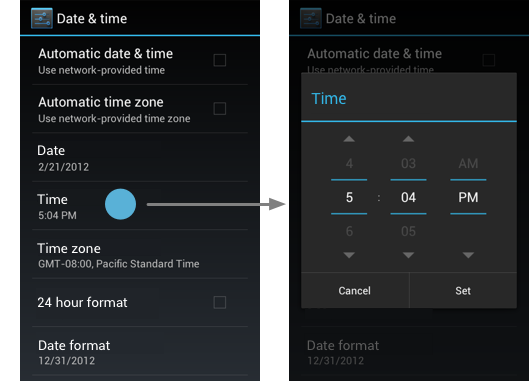 Date & time
Automatic date & time
Use network-provided time
Automatic time zone
Use network-provided time zone
Date
2/21/2012
Time
5:04 PM
Time zone
GMT-08:00, Pacific Standard Time
24 hour format
Date format
12/31/2012
Date & time
Automatic date & time
Use network-provided time
Time
4 03 AM
5 : 04 PM
6 05
Cancel Set
Date format
12/31/2012